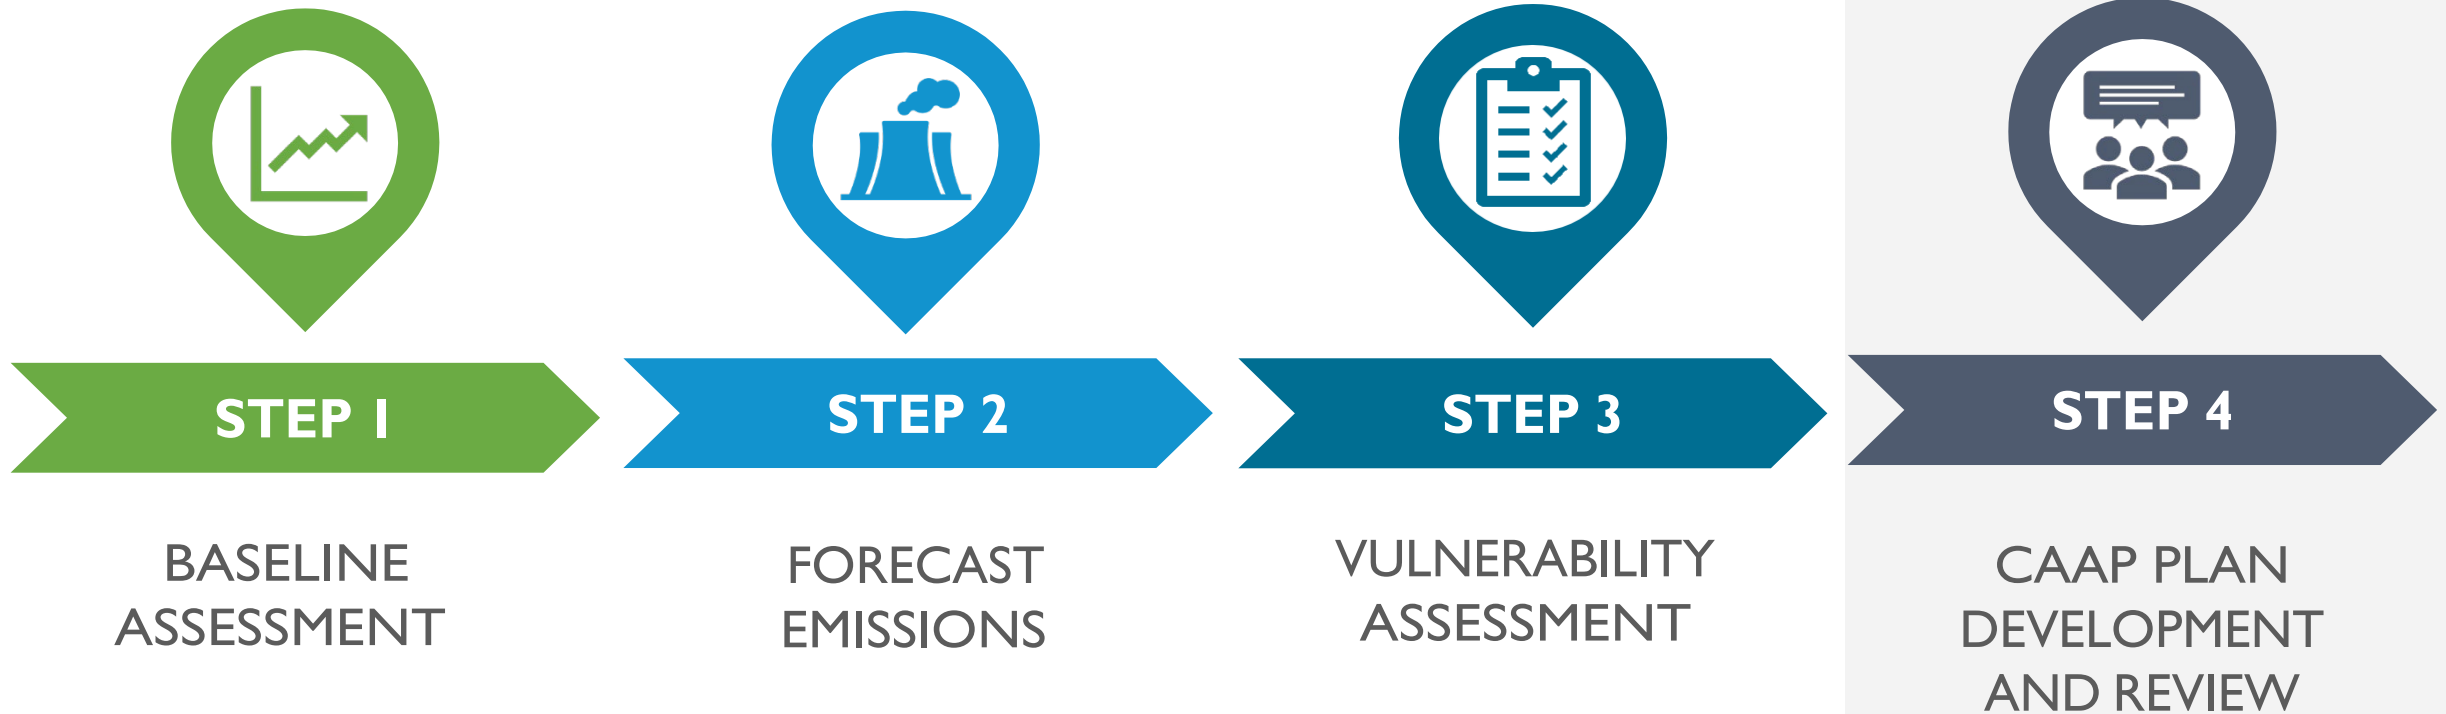 STEP 1
BASELINE
ASSESSMENT
STEP 2
FORECAST
EMISSIONS
STEP 3
VULNERABILITY
ASSESSMENT
STEP 4
CAAP PLAN
DEVELOPMENT
AND REVIEW